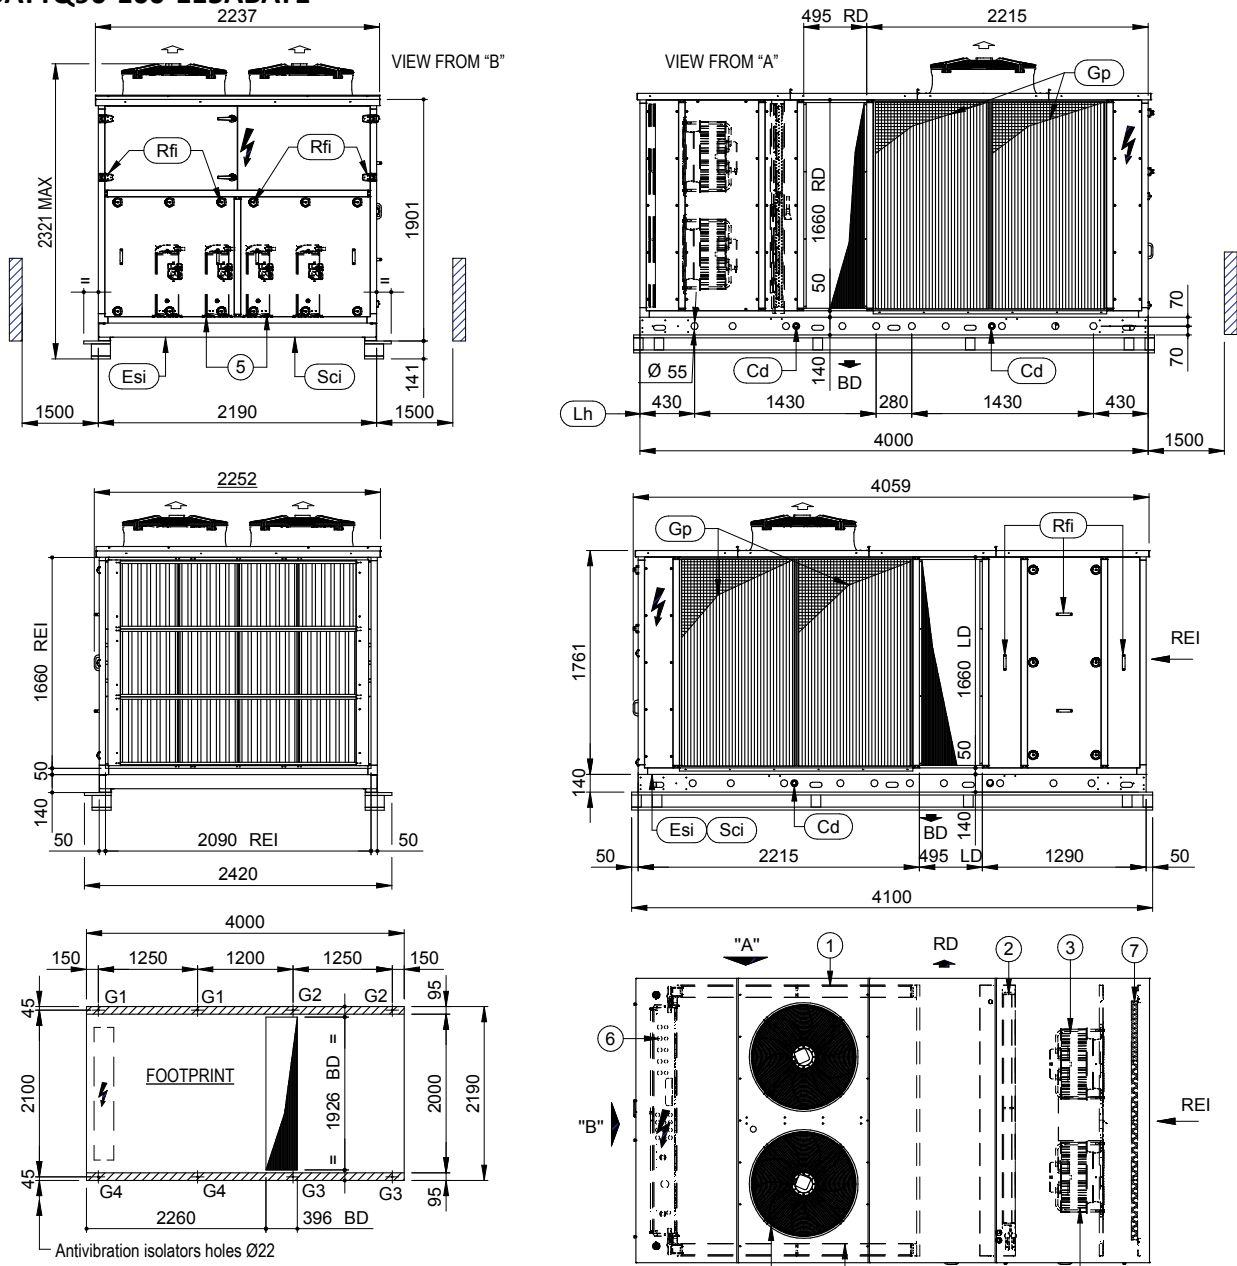 2237
VIEW FROM “B”
2321 MAX
1901
Rfi
Rfi
=
=
Esi
5
Sci
141
1500
2190
1500
VIEW FROM “A”
495 RD
2215
Gp
1660 RD
50
70
70
Ø 55
Cd
140
BD
Cd
Lh
430
1430
280
1430
430
4000
1500
2252
1660 REI
50
140
50
2090 REI
50
2420
4059
Gp
Rfi
1761
1660 LD
REI
50
140
Esi
Sci
Cd
BD
140
50
2215
495 LD
1290
50
4100
4000
150
1250
1200
1250
150
45
G1
G1
G2
G2
95
2100
FOOTPRINT
1926 BD
=
=
2000
2190
45
G4
G4
G3
G3
95
2260
396 BD
Antivibration isolators holes Ø22
"A"
1
RD
2
3
7
6
"B"
REI